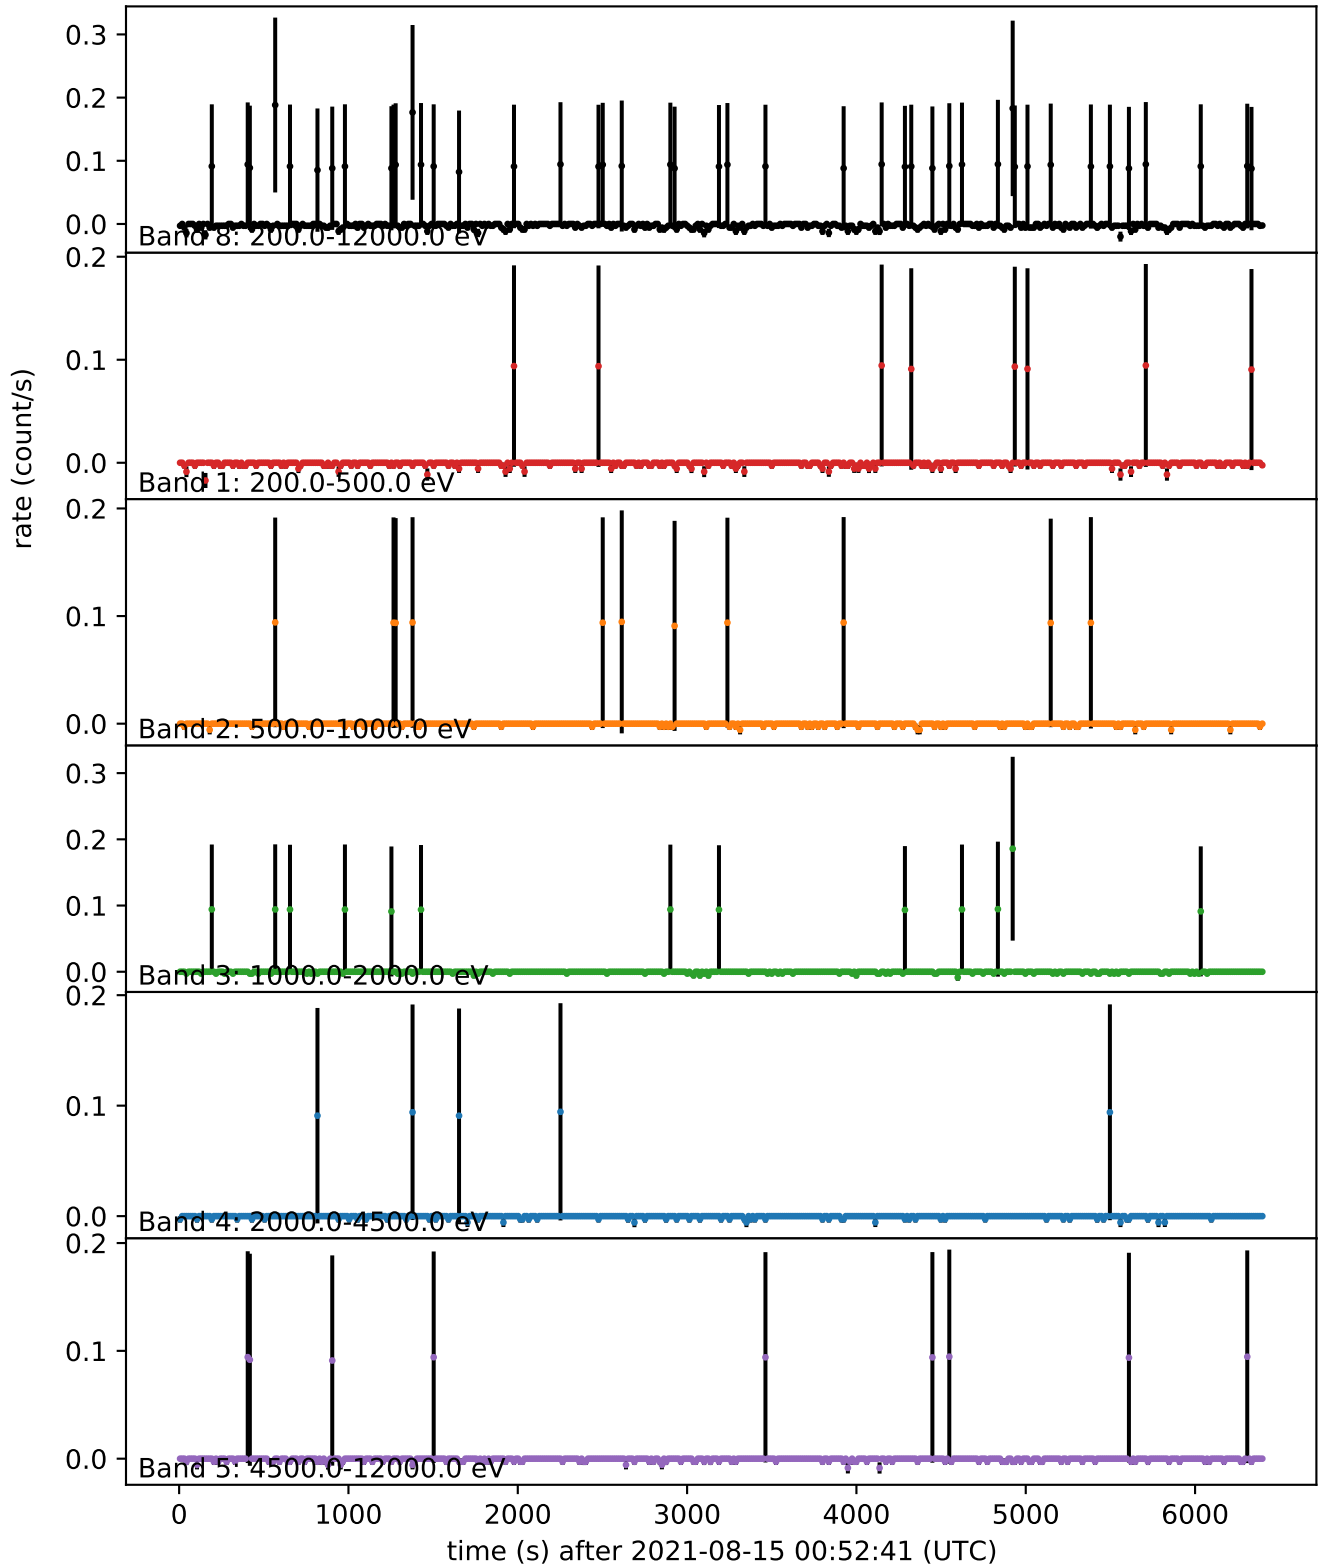 0.3
0.2
0.1
0.0
Band 8: 200.0-12000.0 eV
0.2
0.1
0.0
Band 1: 200.0-500.0 eV
rate (count/s)
0.2
0.1
0.0
Band 2: 500.0-1000.0 eV
0.3
0.2
0.1
0.0
Band 3: 1000.0-2000.0 eV
0.2
0.1
0.0
Band 4: 2000.0-4500.0 eV
0.2
0.1
0.0
Band 5: 4500.0-12000.0 eV
0 1000 2000 3000 4000 5000 6000
time (s) after 2021-08-15 00:52:41 (UTC)